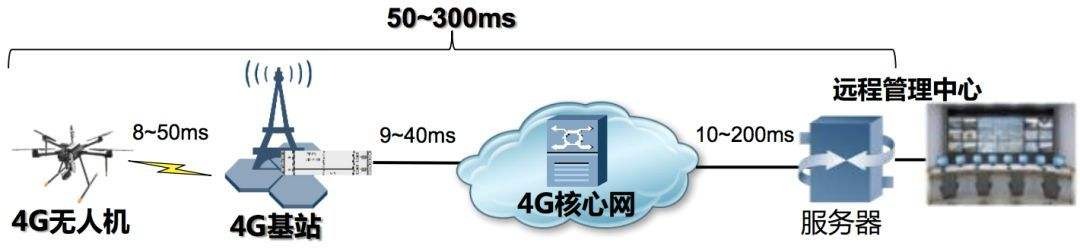 50~300ms
远程管理中心
8~50ms
9~40ms
10~200ms
4G无人机
4G基站
4G核心网
服务器